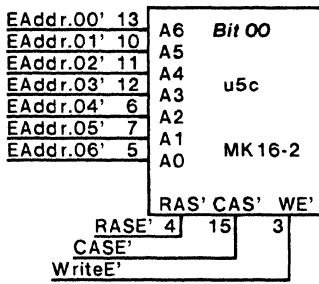 EAddr.00' 13 A6 Bit 00
EAddr.01' 10 A5
EAddr.02' 11 A4
EAddr.03' 12 A3 u5c
EAddr.04' 6 A2
EAddr.05' 7 A1
EAddr.06' 5 A0 MK16-2
RAS' CAS' WE'
RASE' 4 15 3
CASE'
WriteE'